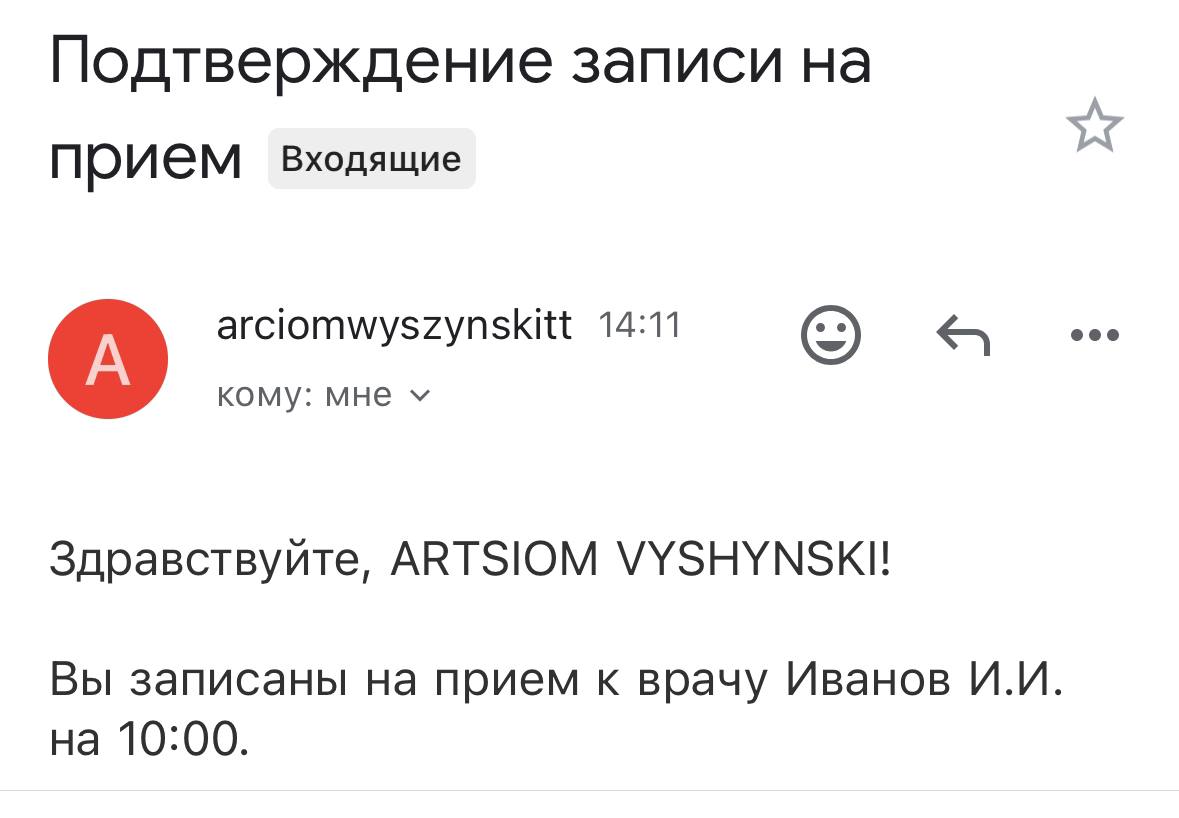 Подтверждение записи на
прием Входящие
A
arciomwyszynskitt 14:11
кому: мне
Здравствуйте, ARTSIOM VYSHYNSKI!
Вы записаны на прием к врачу Иванов И.И.
на 10:00.